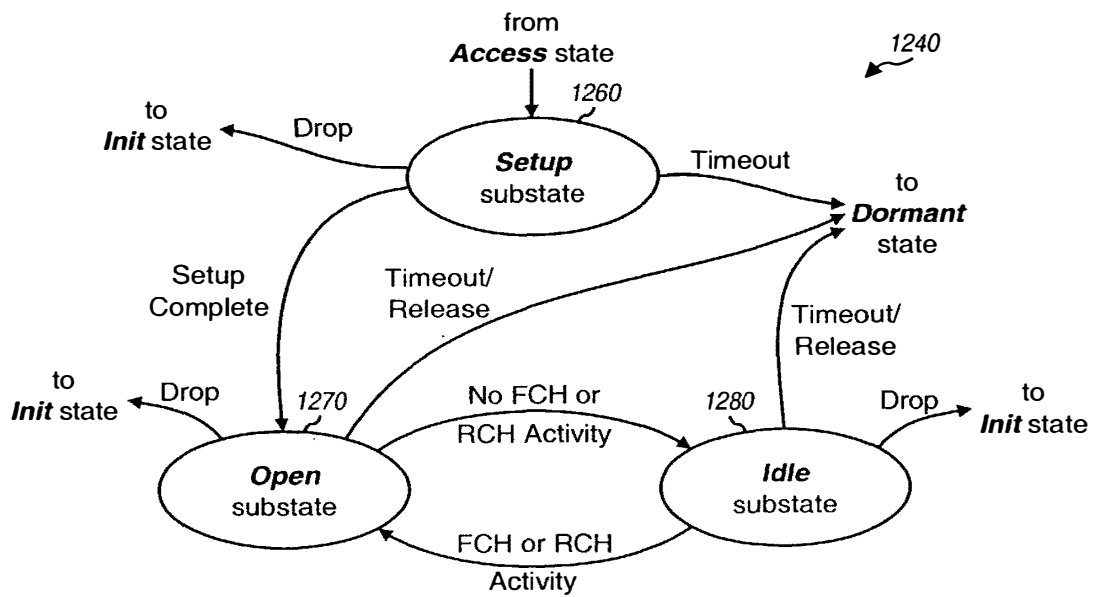 from
Access state
1240
1260
to
Init state
Drop
Setup
substate
Timeout
to
Dormant
state
Setup
Complete
Timeout/
Release
Timeout/
Release
to
Init state
Drop
1270
No FCH or
RCH Activity
1280
Drop
to
Init state
Open
substate
Idle
substate
FCH or RCH
Activity